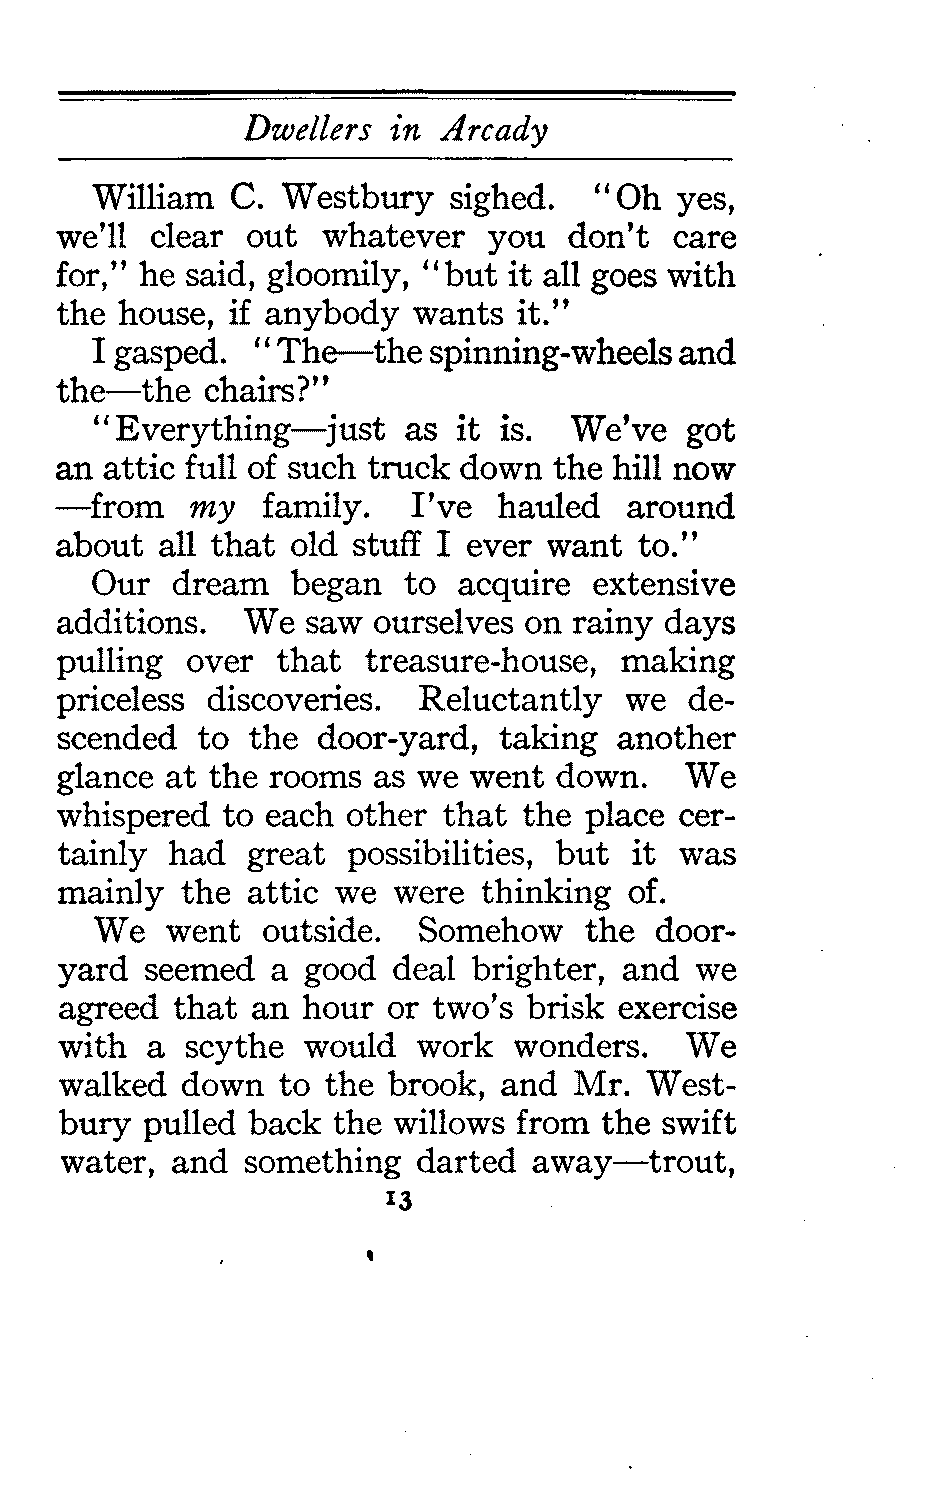 Dwellers in Arcady
William C. Westbury sighed. "Oh yes,
we'll clear out whatever you don't care
for," he said, gloomily, "but it all goes with
the house, if anybody wants it."
I gasped. "The—the spinning-wheels and
the—the chairs?"
"Everything—just as it is. We've got
an attic full of such truck down the hill now
—from my family. I've hauled around
about all that old stuff I ever want to."
Our dream began to acquire extensive
additions. We saw ourselves on rainy days
pulling over that treasure-house, making
priceless discoveries. Reluctantly we de-
scended to the door-yard, taking another
glance at the rooms as we went down. We
whispered to each other that the place cer-
tainly had great possibilities, but it was
mainly the attic we were thinking of.
We went outside. Somehow the door-
yard seemed a good deal brighter, and we
agreed that an hour or two's brisk exercise
with a scythe would work wonders. We
walked down to the brook, and Mr. West-
bury pulled back the willows from the swift
water, and something darted away—trout,
13